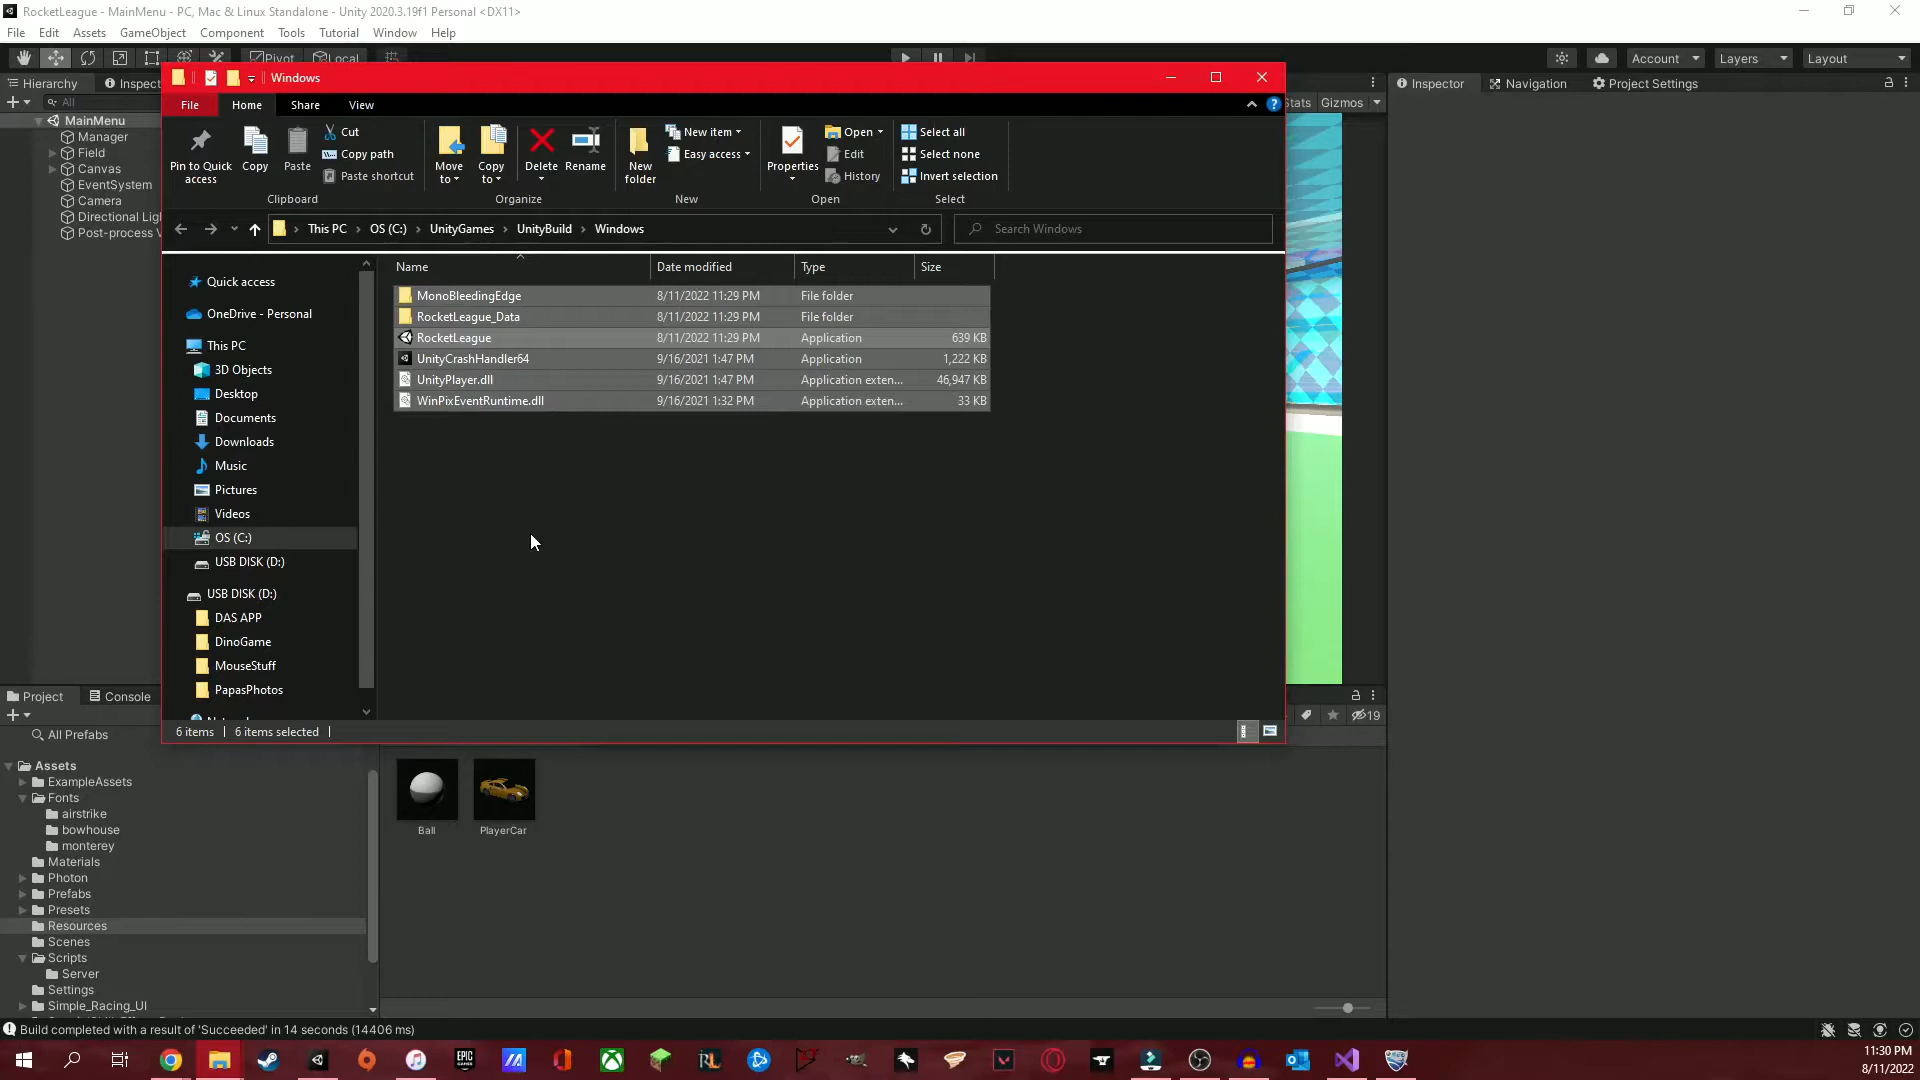 RocketLeague - MainMenu - PC, Mac & Linux Standalone - Unity 2020.3.19f1 Personal <DX11>
File Edit Assets GameObject Component Tools Tutorial Window Help
Pivot Local Account Layers Layout
Hierarchy Inspect
All
MainMenu
Manager
Field
Canvas
EventSystem
Camera
Directional Lig
Post-process V
Windows
File Home Share View
Pin to Quick access
Copy
Paste
Cut
Copy path
Paste shortcut
Clipboard
Move to
Copy to
Delete
Rename
Organize
New folder
New item
Easy access
New
Properties
Open
Edit
History
Open
Select all
Select none
Invert selection
Select
This PC OS (C:) UnityGames UnityBuild Windows
Search Windows
Name Date modified Type Size
MonoBleedingEdge 8/11/2022 11:29 PM File folder
RocketLeague_Data 8/11/2022 11:29 PM File folder
RocketLeague 8/11/2022 11:29 PM Application 639 KB
UnityCrashHandler64 9/16/2021 1:47 PM Application 1,222 KB
UnityPlayer.dll 9/16/2021 1:47 PM Application exten... 46,947 KB
WinPixEventRuntime.dll 9/16/2021 1:32 PM Application exten... 33 KB
Quick access
OneDrive - Personal
This PC
3D Objects
Desktop
Documents
Downloads
Music
Pictures
Videos
OS (C:)
USB DISK (D:)
USB DISK (D:)
DAS APP
DinoGame
MouseStuff
PapasPhotos
6 items 6 items selected
Stats Gizmos
Inspector Navigation Project Settings
Project Console
19
All Prefabs
Assets
ExampleAssets
Fonts
airstrike
bowhouse
monterey
Materials
Photon
Prefabs
Presets
Resources
Scenes
Scripts
Server
Settings
Simple_Racing_UI
Ball PlayerCar
Build completed with a result of 'Succeeded' in 14 seconds (14406 ms)
EPIC GAMES
RL
11:30 PM
8/11/2022